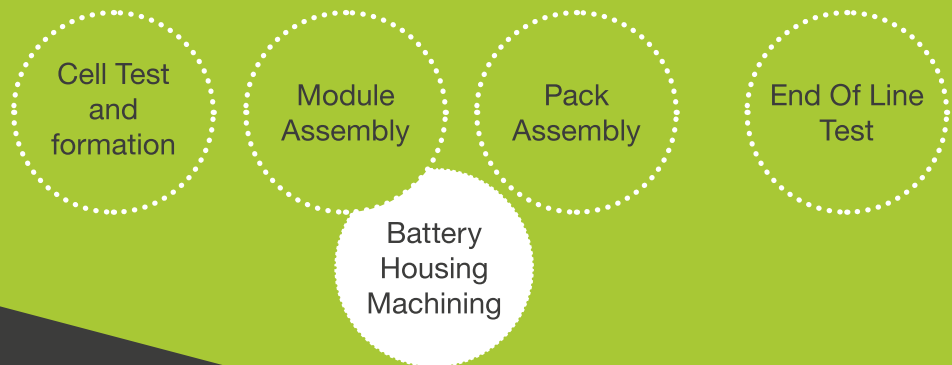 Cell Test
and
formation
Module
Assembly
Pack
Assembly
End Of Line
Test
Battery
Housing
Machining